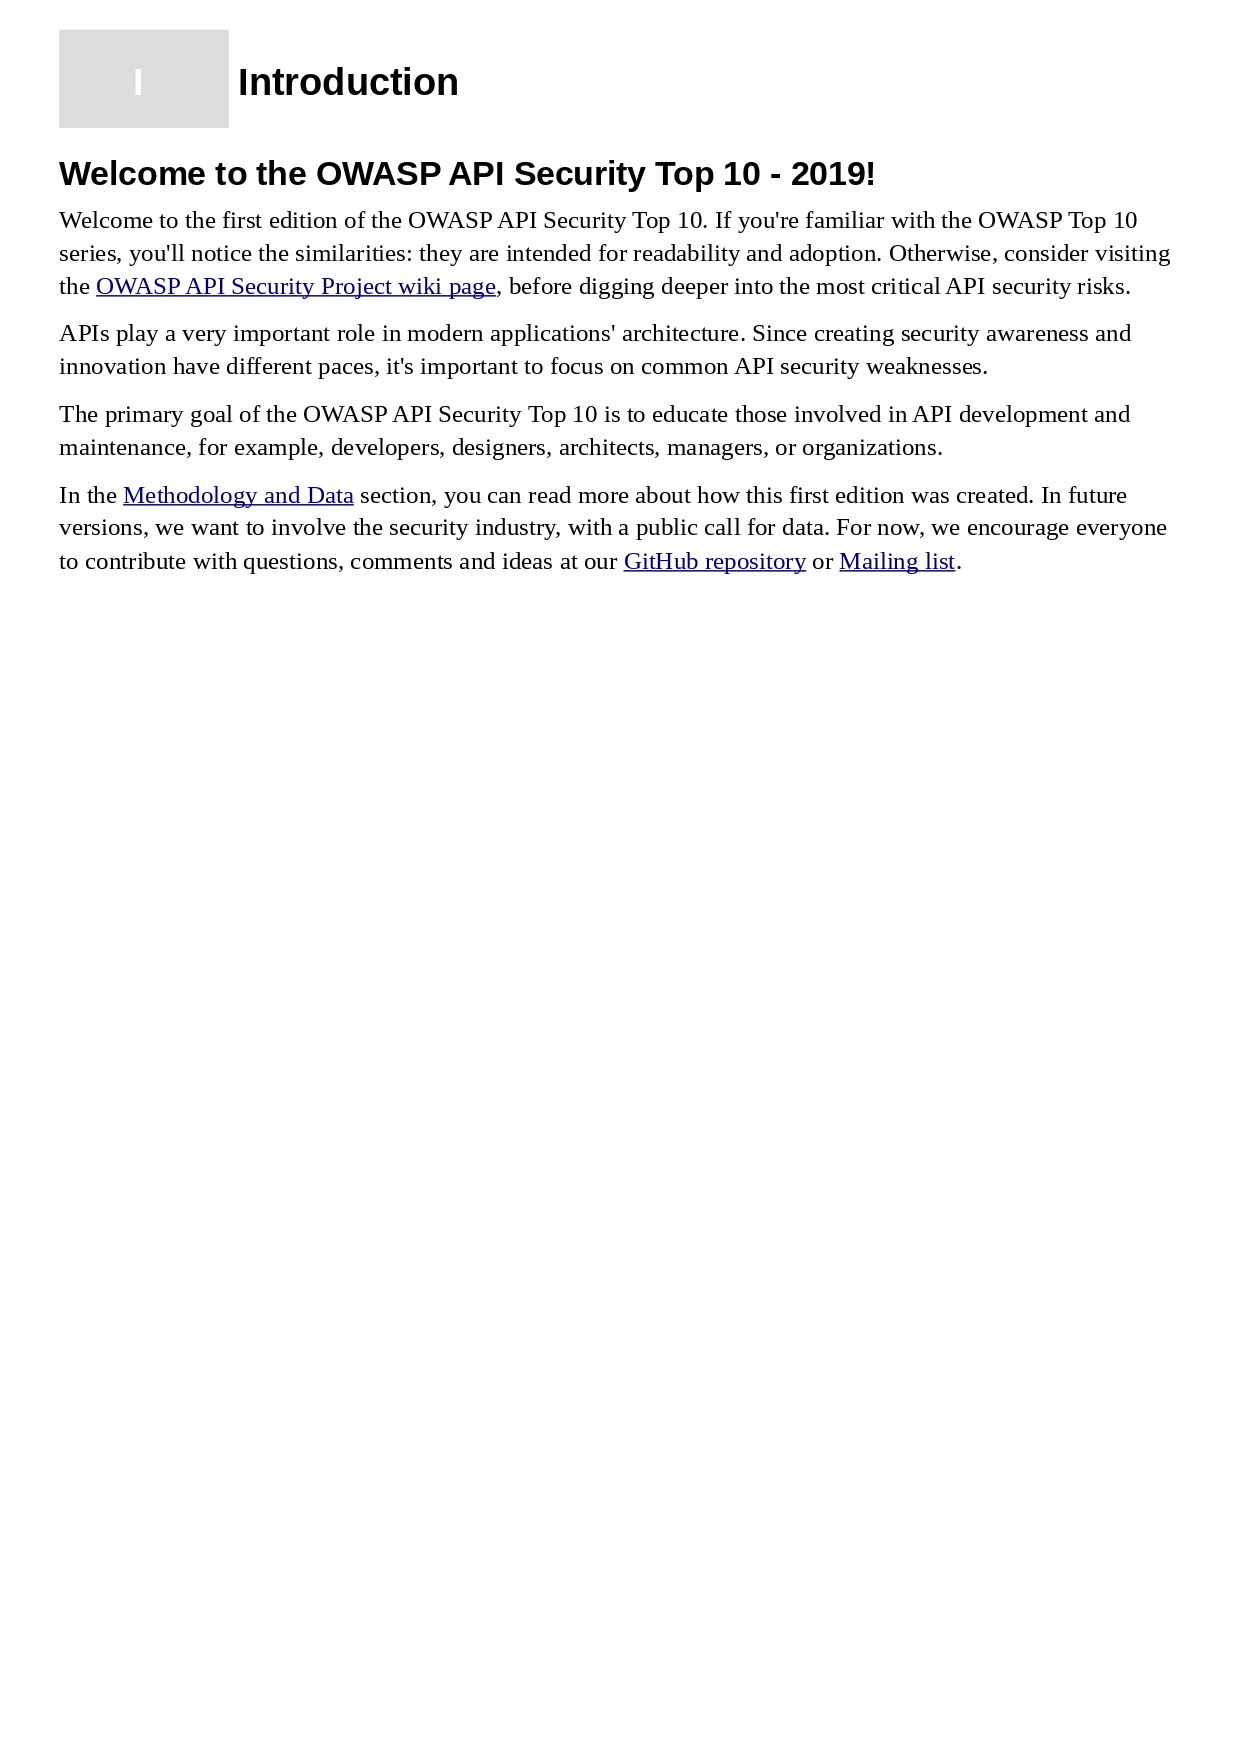 I
Introduction
Welcome to the OWASP API Security Top 10 - 2019!
Welcome to the first edition of the OWASP API Security Top 10. If you're familiar with the OWASP Top 10
series, you'll notice the similarities: they are intended for readability and adoption. Otherwise, consider visiting
the OWASP API Security Project wiki page, before digging deeper into the most critical API security risks.
APIs play a very important role in modern applications' architecture. Since creating security awareness and
innovation have different paces, it's important to focus on common API security weaknesses.
The primary goal of the OWASP API Security Top 10 is to educate those involved in API development and
maintenance, for example, developers, designers, architects, managers, or organizations.
In the Methodology and Data section, you can read more about how this first edition was created. In future
versions, we want to involve the security industry, with a public call for data. For now, we encourage everyone
to contribute with questions, comments and ideas at our GitHub repository or Mailing list.